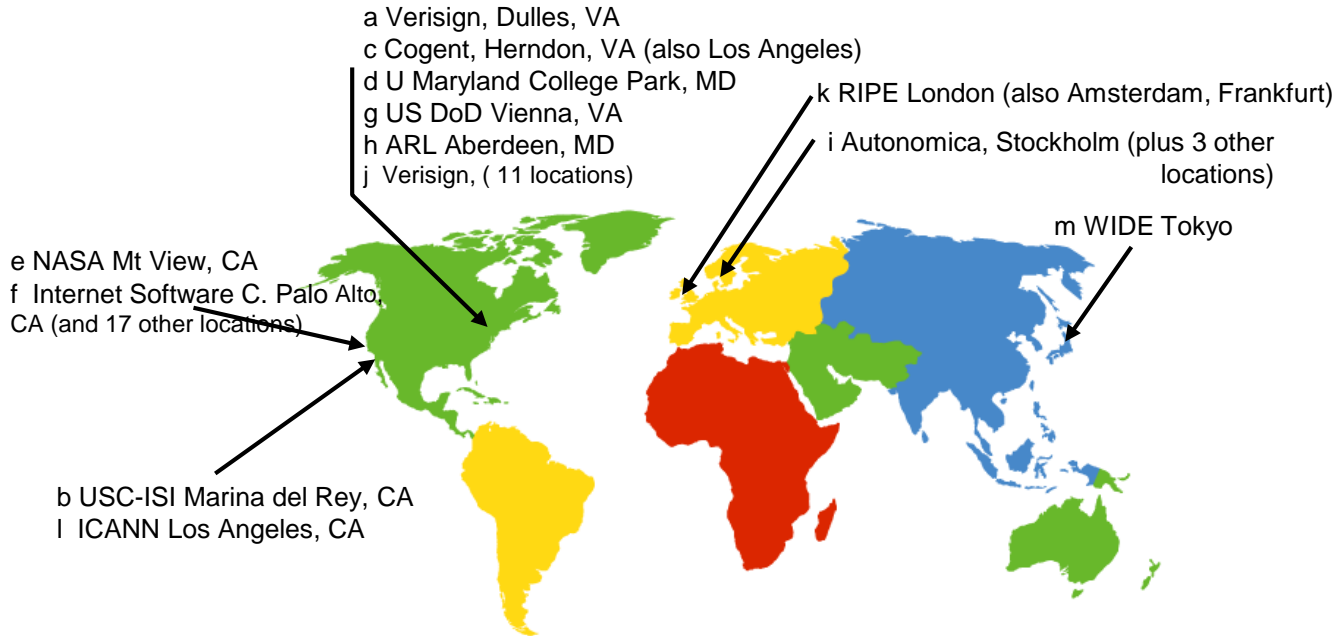 a Verisign, Dulles, VA
c Cogent, Herndon, VA (also Los Angeles)
d U Maryland College Park, MD
g US DoD Vienna, VA
h ARL Aberdeen, MD
j Verisign, ( 11 locations)
k RIPE London (also Amsterdam, Frankfurt)
i Autonomica, Stockholm (plus 3 other
locations)
m WIDE Tokyo
e NASA Mt View, CA
f Internet Software C. Palo Alto,
CA (and 17 other locations)
b USC-ISI Marina del Rey, CA
l ICANN Los Angeles, CA